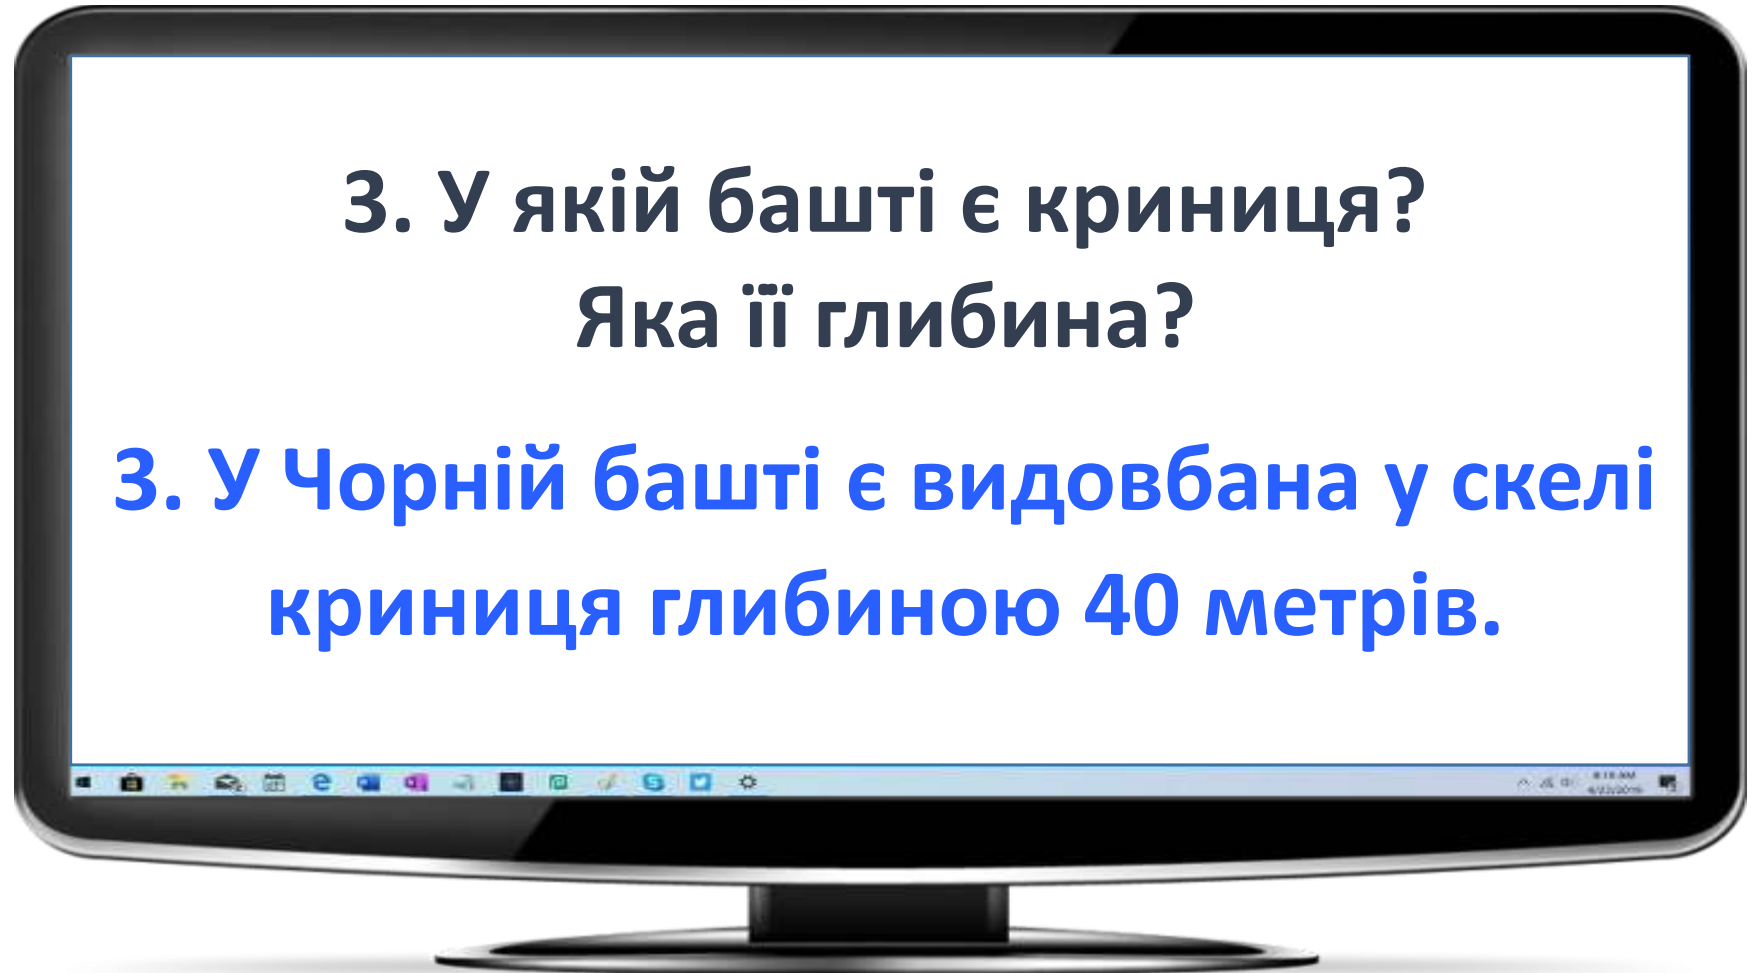 3. У якій башті є криниця?
Яка її глибина?
3. У Чорній башті є видовбана у скелі
криниця глибиною 40 метрів.